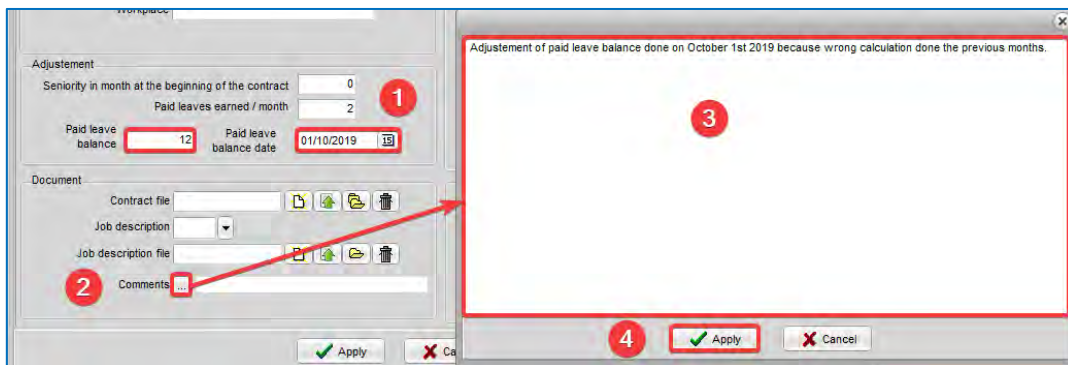 Workplace
Adjustement
Seniority in month at the beginning of the contract 0
Paid leaves earned / month 2
1
Paid leave balance 12 Paid leave balance date 01/10/2019 15
Document
Contract file
Job description
Job description file
2 Comments ...
Apply Ca
Adjustement of paid leave balance done on October 1st 2019 because wrong calculation done the previous months.
3
4 Apply Cancel